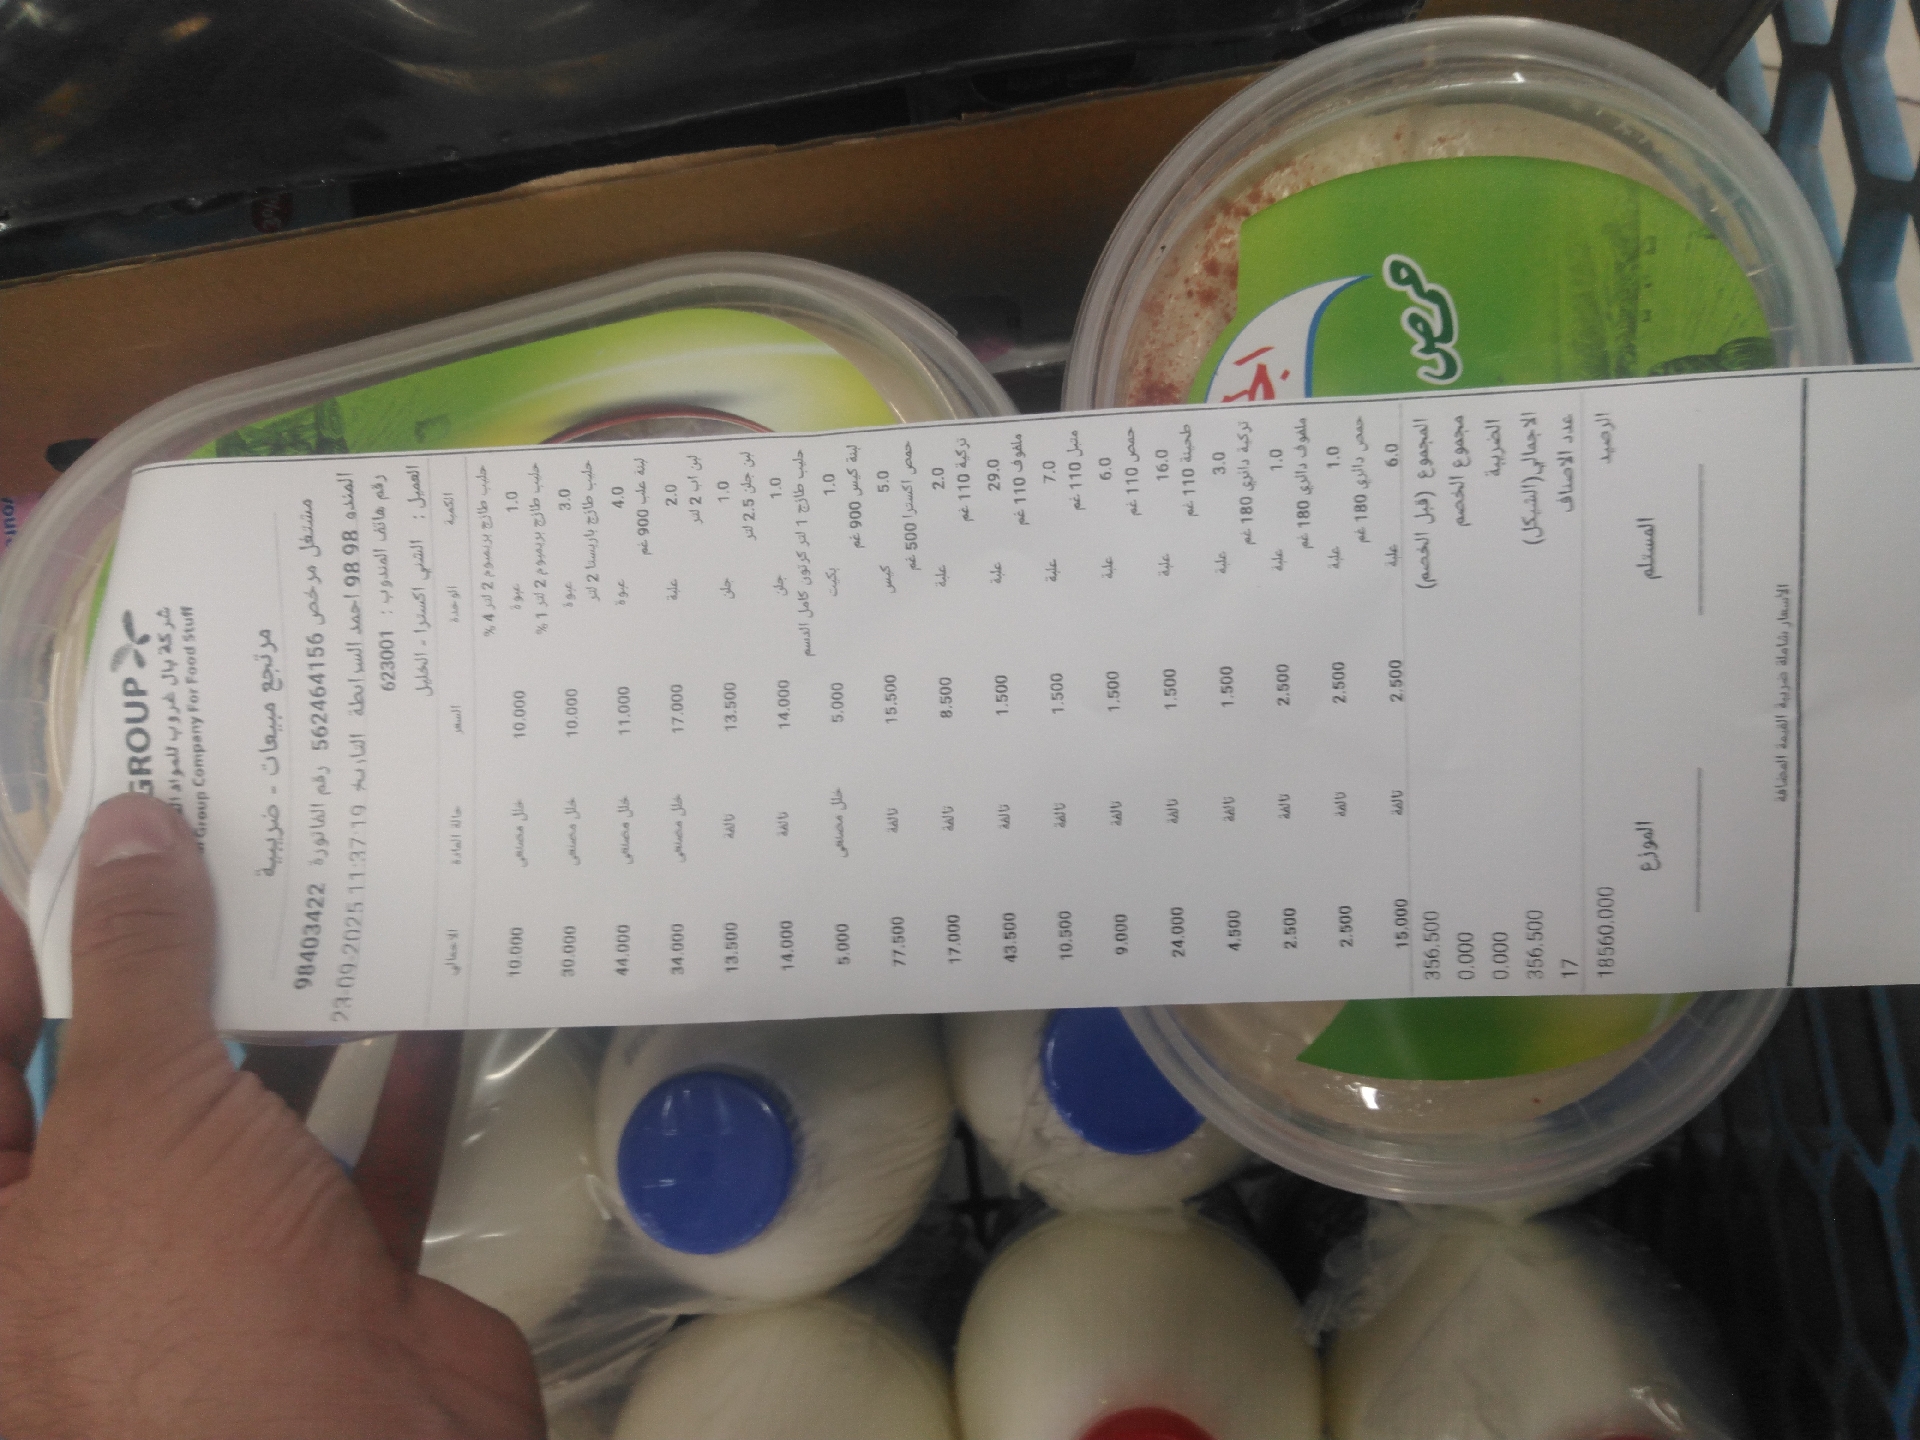 GROUP
شركة بال جروب للمواد
Group Company For Food Stuff
مرتجع مبيعات - ضريبية
مشتغل مرخص 562464156 رقم الفاتورة 98403422
المندوب 98 98 احمد السرابطة التاريخ 23-09-2025 11:37:19
رقم هاتف المندوب : 623001
العميل : الشني اكسترا - الخليل
الكمية الوحدة السعر حالة المادة الاجمالي
حليب طازج بريميوم 2 لتر 4%
1.0 عبوة 10.000 خلل مصنعي 10.000
حليب طازج بريميوم 2 لتر 1%
3.0 عبوة 10.000 خلل مصنعي 30.000
حليب طازج باريستا 2 لتر
4.0 عبوة 11.000 خلل مصنعي 44.000
لبنة علب 900 غم
2.0 علبة 17.000 خلل مصنعي 34.000
لبن اب 2 لتر
1.0 جلن 13.500 تالفة 13.500
لبن جلن 2.5 لتر
1.0 جلن 14.000 تالفة 14.000
حليب طازج 1 لتر كرتون كامل الدسم
1.0 بكيت 5.000 خلل مصنعي 5.000
لبنة كيس 900 غم
5.0 كيس 15.500 تالفة 77.500
حمص اكسترا 500 غم
2.0 علبة 8.500 تالفة 17.000
تركية 110 غم
29.0 علبة 1.500 تالفة 43.500
ملفوف 110 غم
7.0 علبة 1.500 تالفة 10.500
متبل 110 غم
6.0 علبة 1.500 تالفة 9.000
حمص 110 غم
16.0 علبة 1.500 تالفة 24.000
طحينة 110 غم
3.0 علبة 1.500 تالفة 4.500
تركية دائري 180 غم
1.0 علبة 2.500 تالفة 2.500
ملفوف دائري 180 غم
1.0 علبة 2.500 تالفة 2.500
حمص دائري 180 غم
6.0 علبة 2.500 تالفة 15.000
المجموع (قبل الخصم) 356.500
مجموع الخصم 0.000
الضريبة 0.000
الاجمالي(الشيكل) 356.500
عدد الاصناف 17
الرصيد 18560.000
المستلم الموزع
الاسعار شاملة ضريبة القيمة المضافة